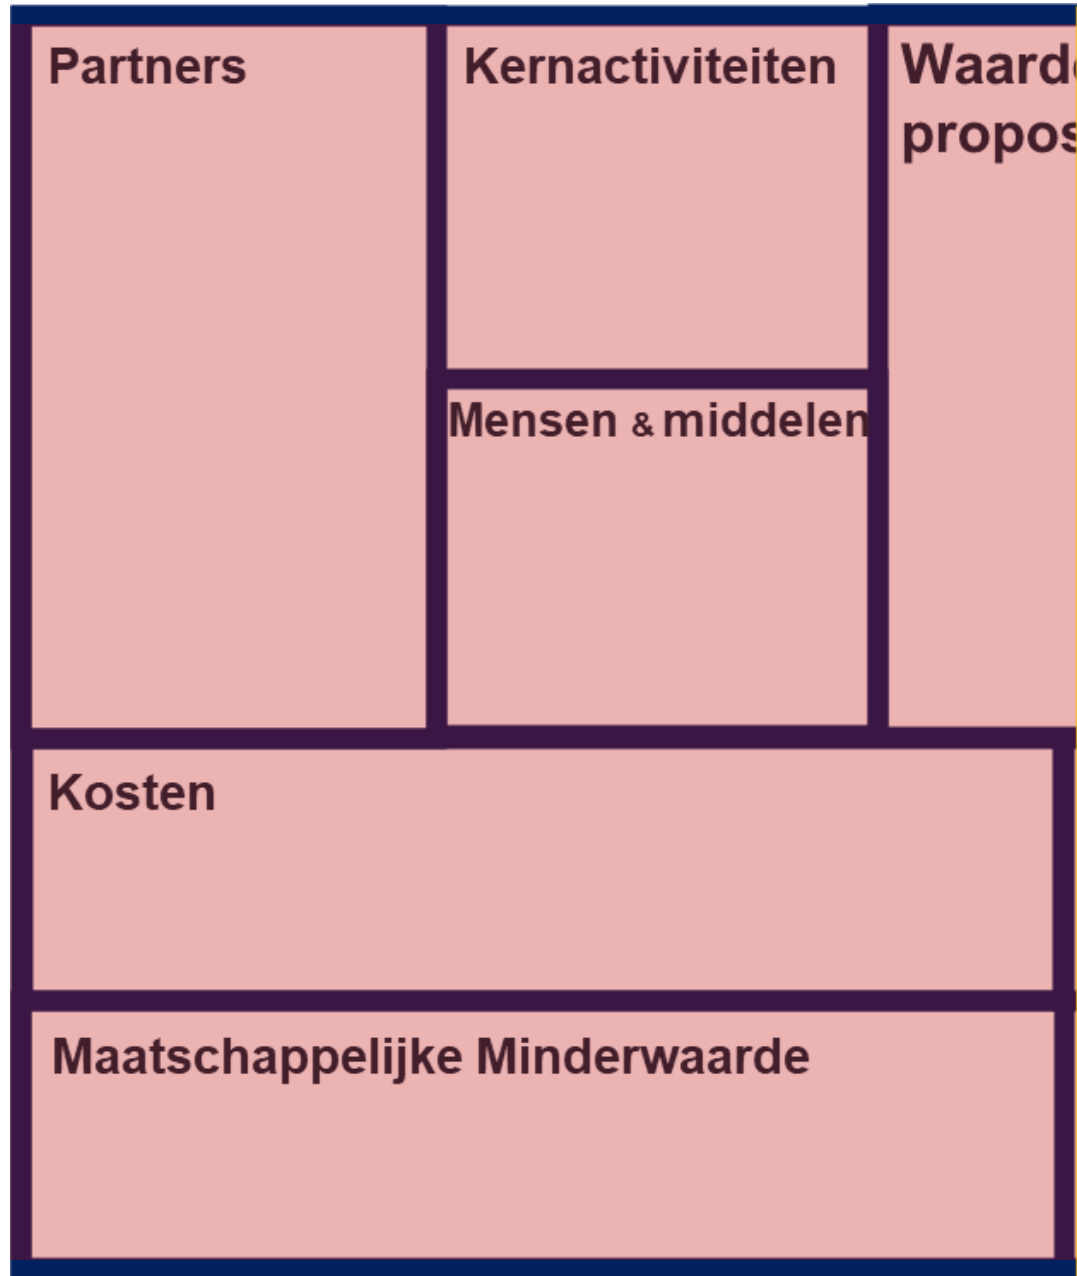 Partners
Kernactiviteiten
Mensen & middelen
Kosten
Maatschappelijke Minderwaarde